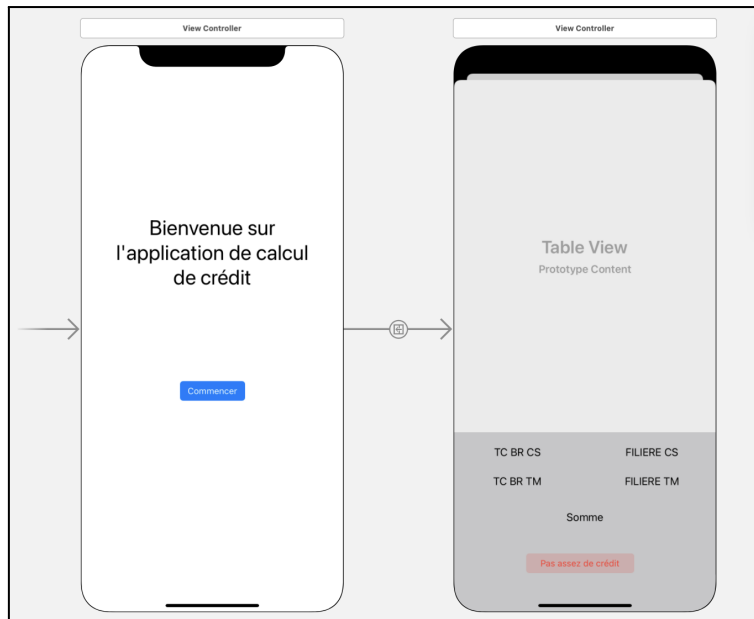 View Controller
Bienvenue sur
l'application de calcul
de crédit
Commencer
View Controller
Table View
Prototype Content
TC BR CS FILIERE CS
TC BR TM FILIERE TM
Somme
Pas assez de crédit